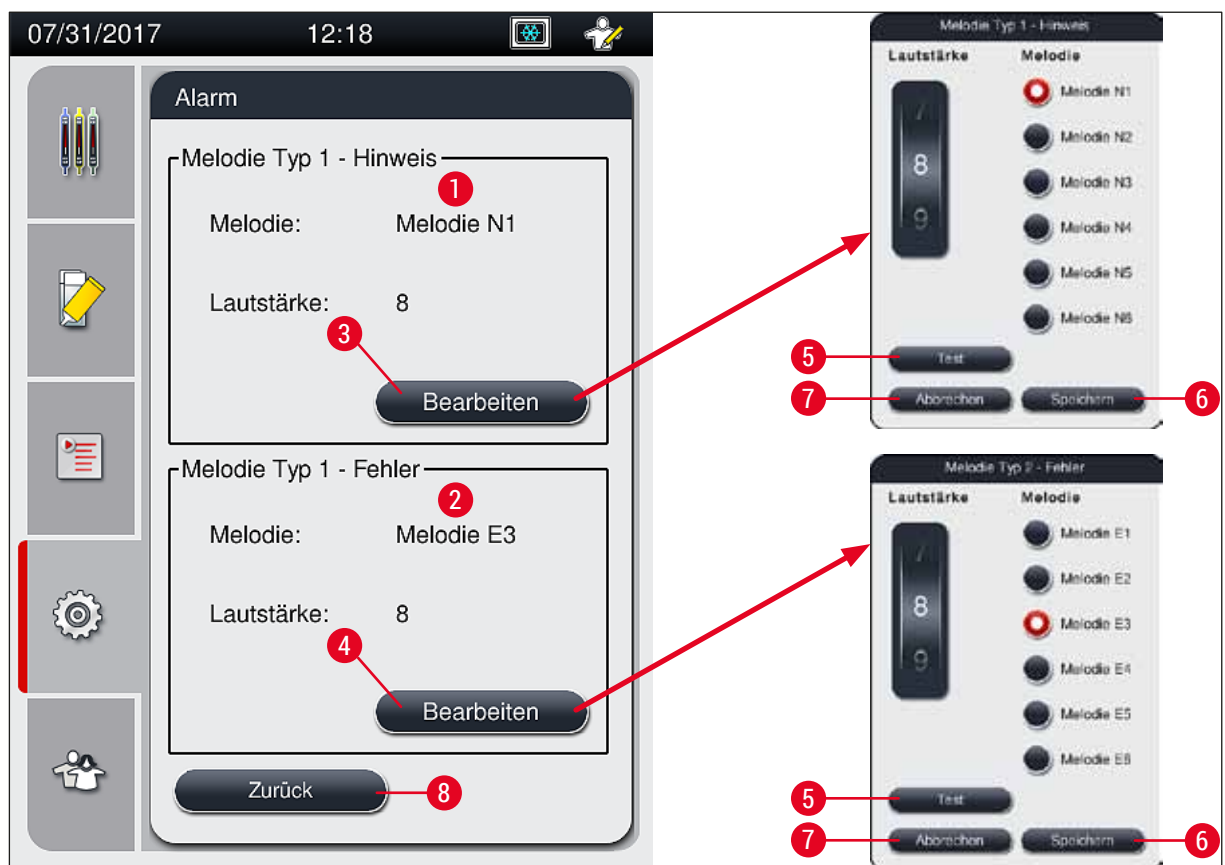 07/31/2017 12:18
Alarm
Melodie Typ 1 - Hinweis
1
Melodie: Melodie N1
Lautstärke: 8
3
Bearbeiten
Melodie Typ 1 - Fehler
2
Melodie: Melodie E3
Lautstärke: 8
4
Bearbeiten
Zurück
8
Melodie Typ 1 - Hinweis
Lautstärke Melodie
7
8
9
Melodie N1
Melodie N2
Melodie N3
Melodie N4
Melodie N5
Melodie N6
5 Test
7 Abbrechen Speichern 6
Melodie Typ 2 - Fehler
Lautstärke Melodie
7
8
9
Melodie E1
Melodie E2
Melodie E3
Melodie E4
Melodie E5
Melodie E6
5 Test
7 Abbrechen Speichern 6